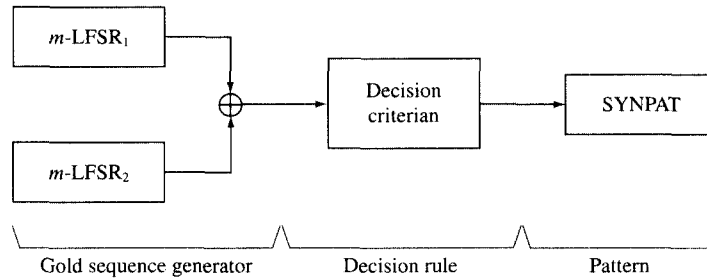 m-LFSR1
Decision
criterian
SYNPAT
m-LFSR2
Gold sequence generator
Decision rule
Pattern